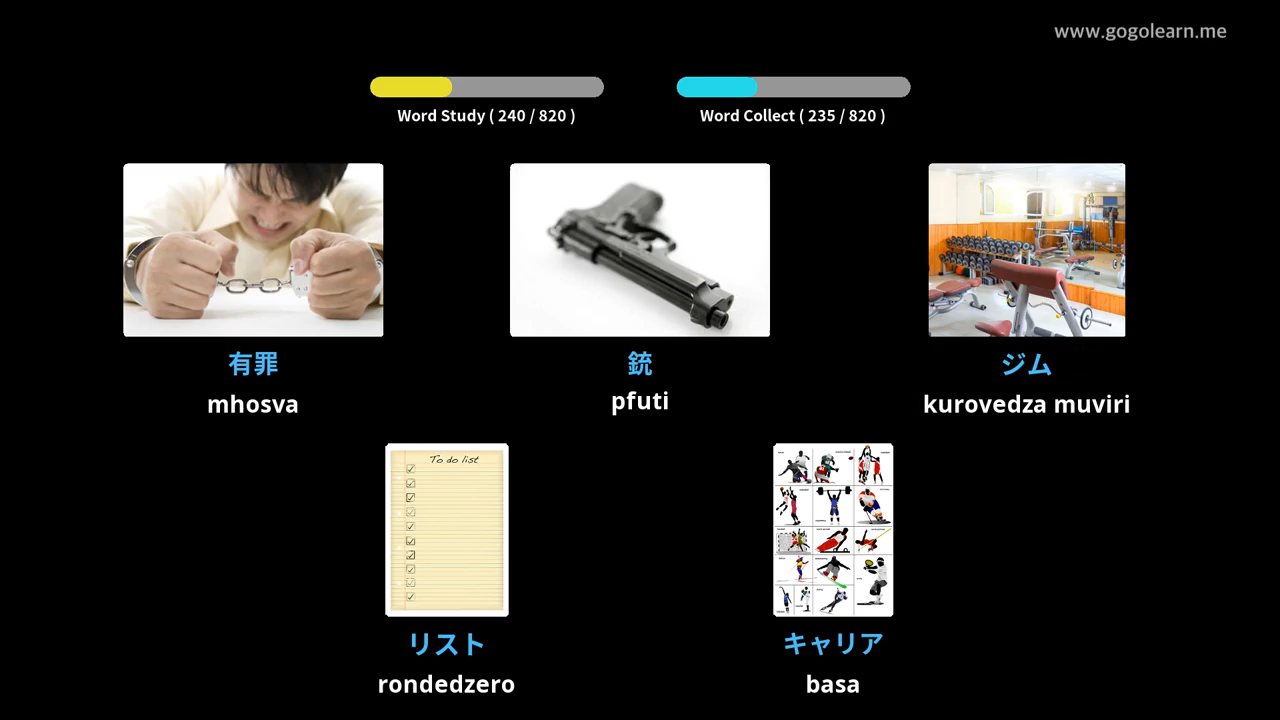 www.gogolearn.me
Word Study ( 240 / 820 )
Word Collect ( 235 / 820 )
有罪
mhosva
銃
pfuti
ジム
kurovedza muviri
To do list
リスト
rondedzero
キャリア
basa